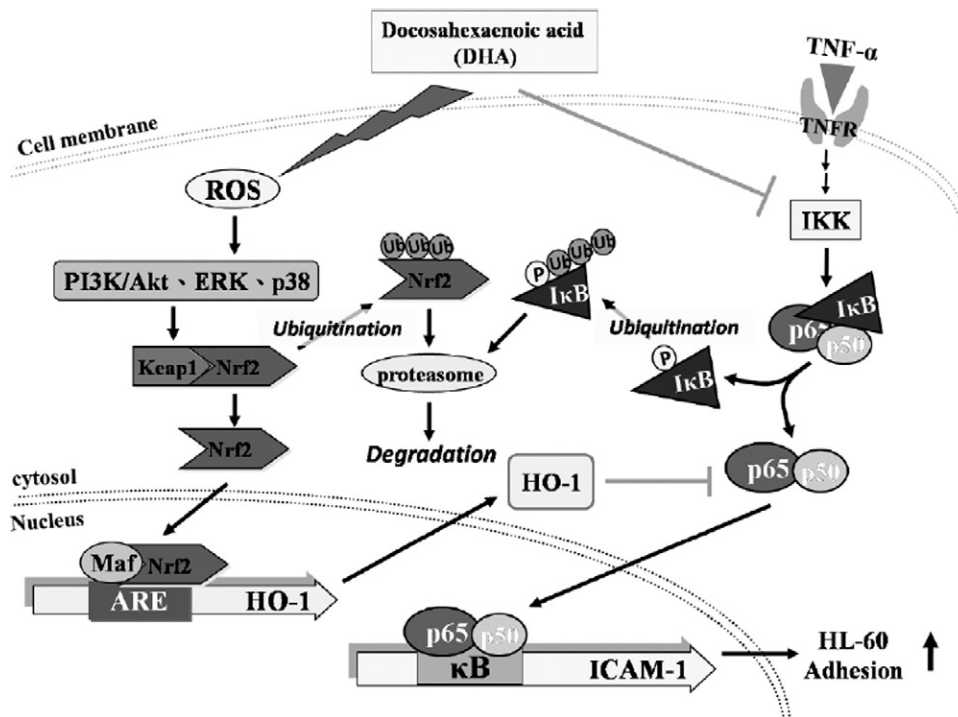 Docosahexaenoic acid
(DHA)
TNF-α
TNFR
Cell membrane
ROS
IKK
PI3K/Akt、ERK、p38
Ub Ub Ub
Nrf2
P Ub Ub Ub
IκB
IκB
p65
p50
Ubiquitination
Ubiquitination
Keap1 Nrf2
proteasome
P
IκB
Nrf2
Degradation
p65 p50
HO-1
cytosol
Nucleus
Maf Nrf2
ARE
HO-1
p65 p50
κB
ICAM-1
HL-60
Adhesion